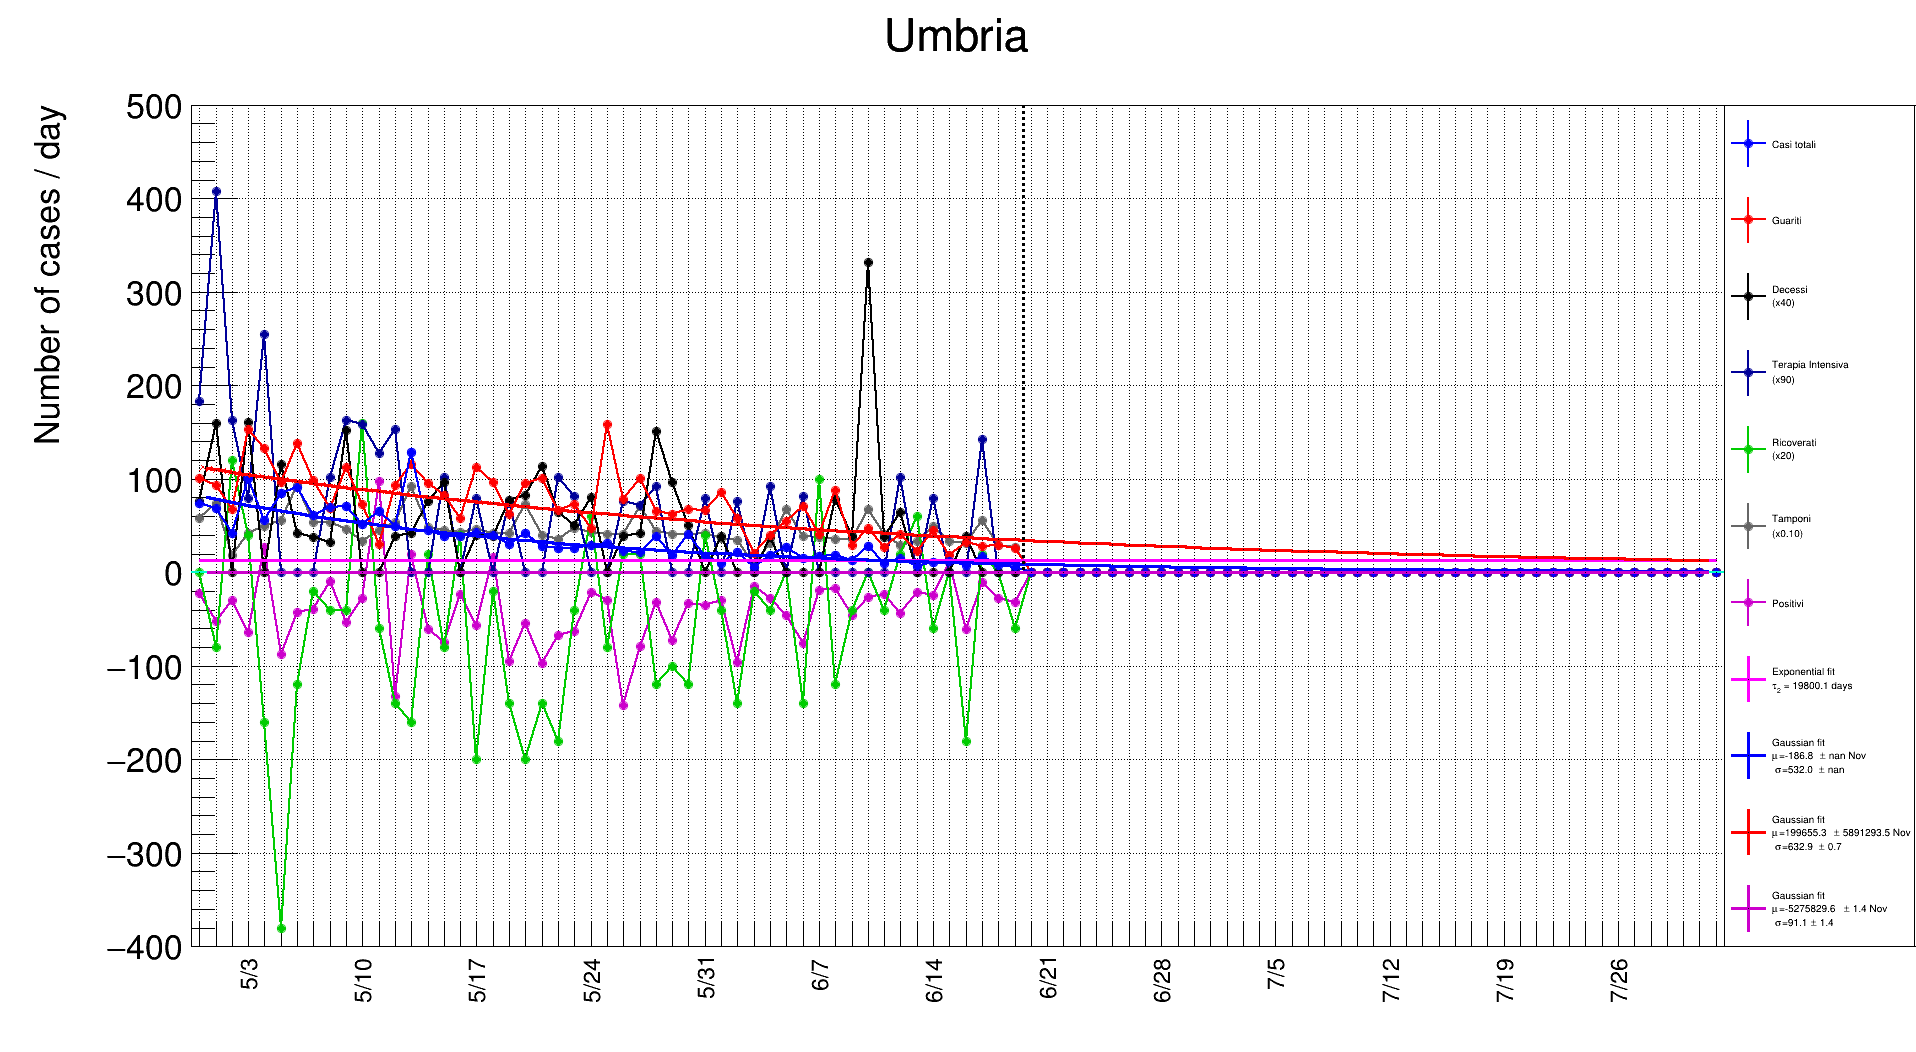 Umbria
Number of cases / day
500
400
300
200
100
0
−100
−200
−300
−400
5/3
5/10
5/17
5/24
5/31
6/7
6/14
6/21
6/28
7/5
7/12
7/19
7/26
Casi totali
Guariti
Decessi
(x40)
Terapia Intensiva
(x90)
Ricoverati
(x20)
Tamponi
(x0.10)
Positivi
Exponential fit
τ2 = 19800.1 days
Gaussian fit
μ=-186.8 ± nan Nov
σ=532.0 ± nan
Gaussian fit
μ=199655.3 ± 5891293.5 Nov
σ=632.9 ± 0.7
Gaussian fit
μ=-5275829.6 ± 1.4 Nov
σ=91.1 ± 1.4